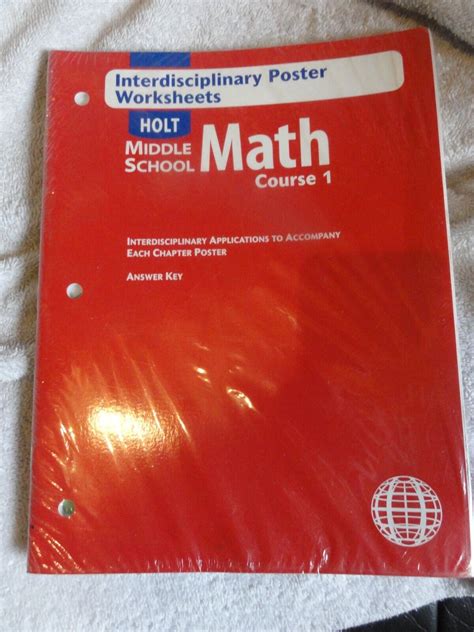 Interdisciplinary Poster
Worksheets
HOLT
MIDDLE
SCHOOL
Math
Course 1
INTERDISCIPLINARY APPLICATIONS TO ACCOMPANY
EACH CHAPTER POSTER
ANSWER KEY